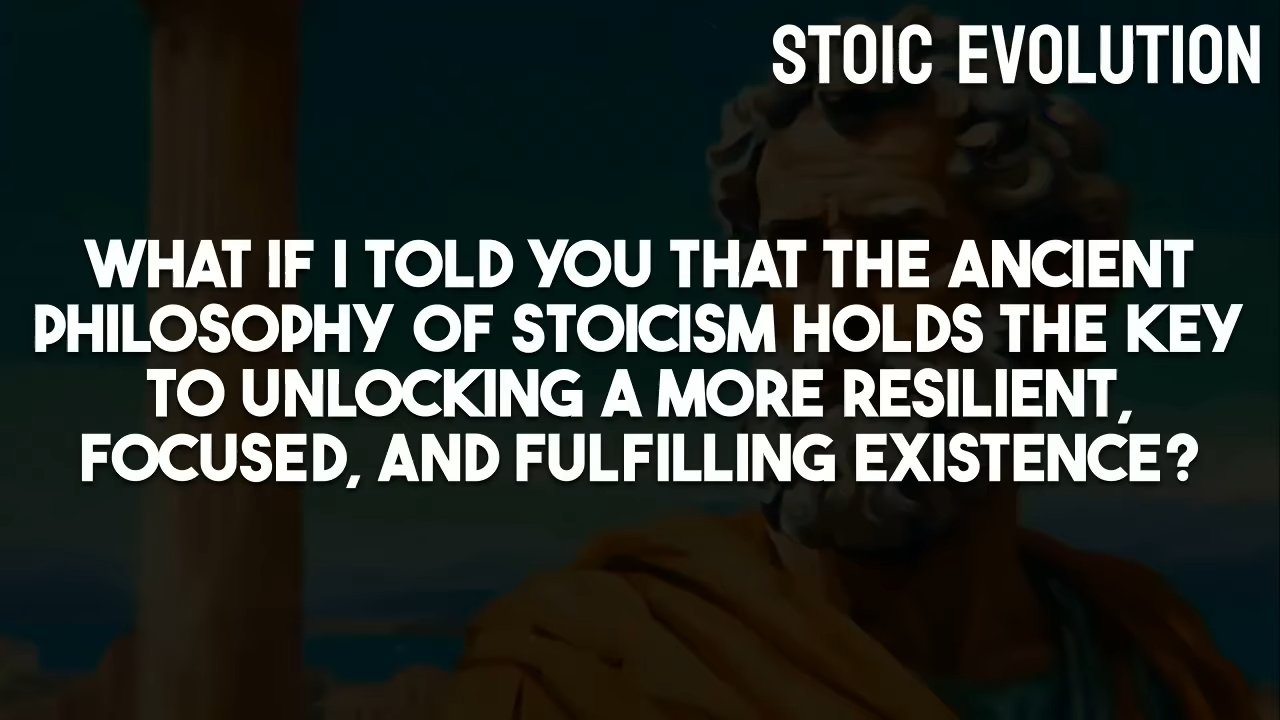 STOIC EVOLUTION
WHAT IF I TOLD YOU THAT THE ANCIENT
PHILOSOPHY OF STOICISM HOLDS THE KEY
TO UNLOCKING A MORE RESILIENT,
FOCUSED, AND FULFILLING EXISTENCE?